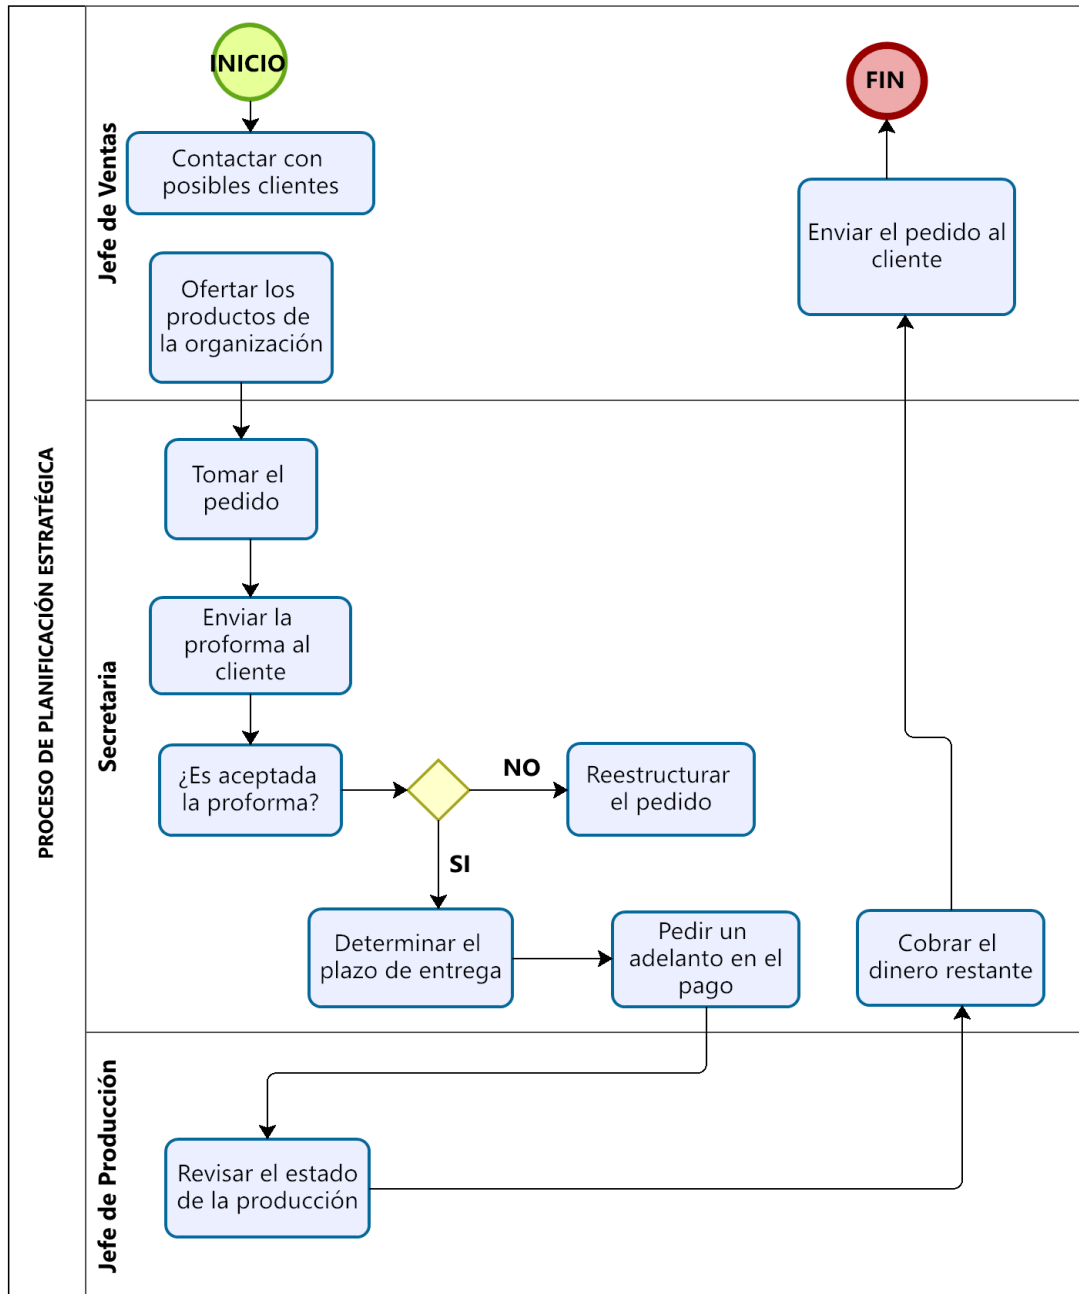 PROCESO DE PLANIFICACIÓN ESTRATÉGICA
Jefe de Ventas
INICIO
Contactar con
posibles clientes
Ofertar los
productos de
la organización
FIN
Enviar el pedido al
cliente
Secretaria
Tomar el
pedido
Enviar la
proforma al
cliente
¿Es aceptada
la proforma?
NO
Reestructurar
el pedido
SI
Determinar el
plazo de entrega
Pedir un
adelanto en el
pago
Cobrar el
dinero restante
Jefe de Producción
Revisar el estado
de la producción